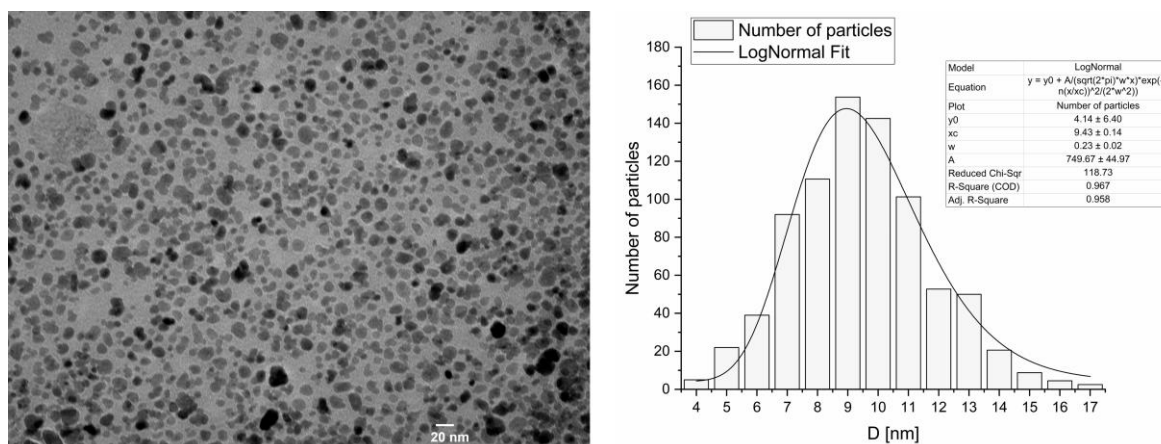 20 nm
Number of particles
LogNormal Fit
180
160
140
120
100
80
60
40
20
0
Number of particles
4 5 6 7 8 9 10 11 12 13 14 15 16 17
D [nm]
Model LogNormal
Equation y = y0 + A/(sqrt(2*pi)*w*x)*exp(-
n(x/xc))^2/(2*w^2))
Plot Number of particles
y0 4.14 ± 6.40
xc 9.43 ± 0.14
w 0.23 ± 0.02
A 749.67 ± 44.97
Reduced Chi-Sqr 118.73
R-Square (COD) 0.967
Adj. R-Square 0.958